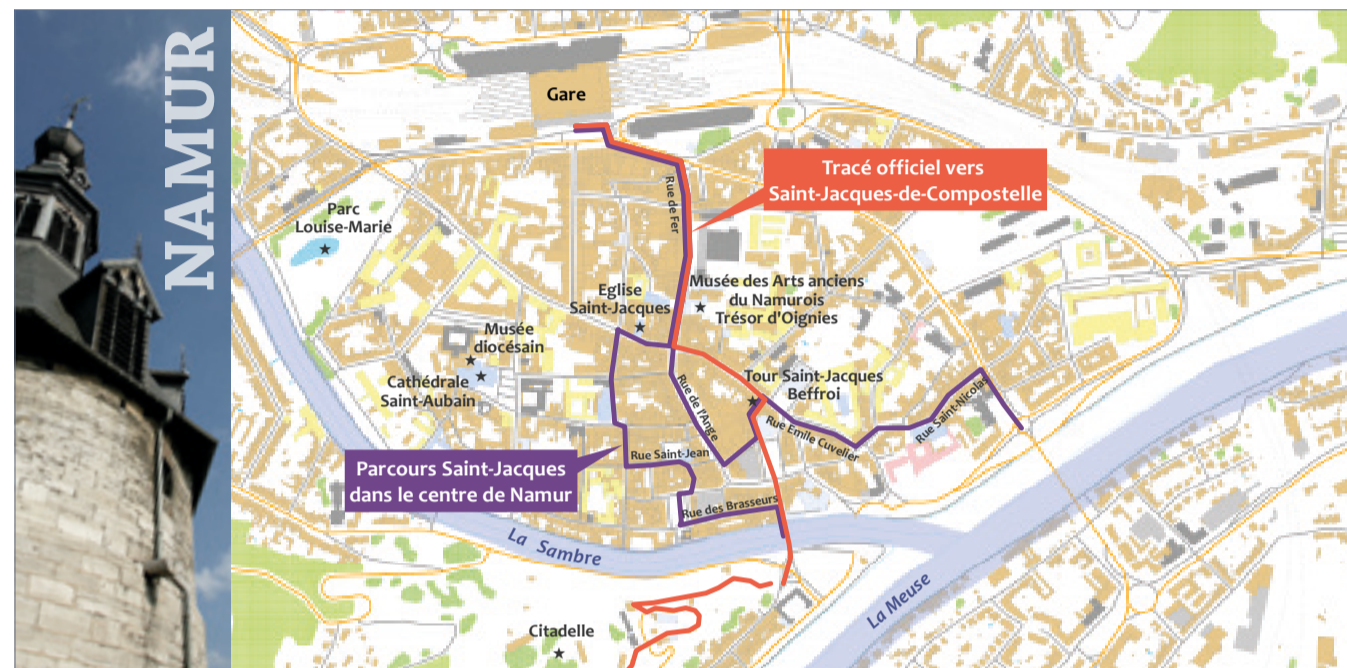 NAMUR
Gare
Tracé officiel vers
Saint-Jacques-de-Compostelle
Rue de Fer
Parc
Louise-Marie
Eglise
Saint-Jacques
Musée des Arts anciens
du Namurois
Trésor d'Oignies
Musée
diocésain
Cathédrale
Saint-Aubain
Tour Saint-Jacques
Beffroi
Rue de l'Ange
Rue Emile Cuvelier
Rue Saint-Nicolas
Rue Saint-Jean
Parcours Saint-Jacques
dans le centre de Namur
Rue des Brasseurs
La Sambre
La Meuse
Citadelle